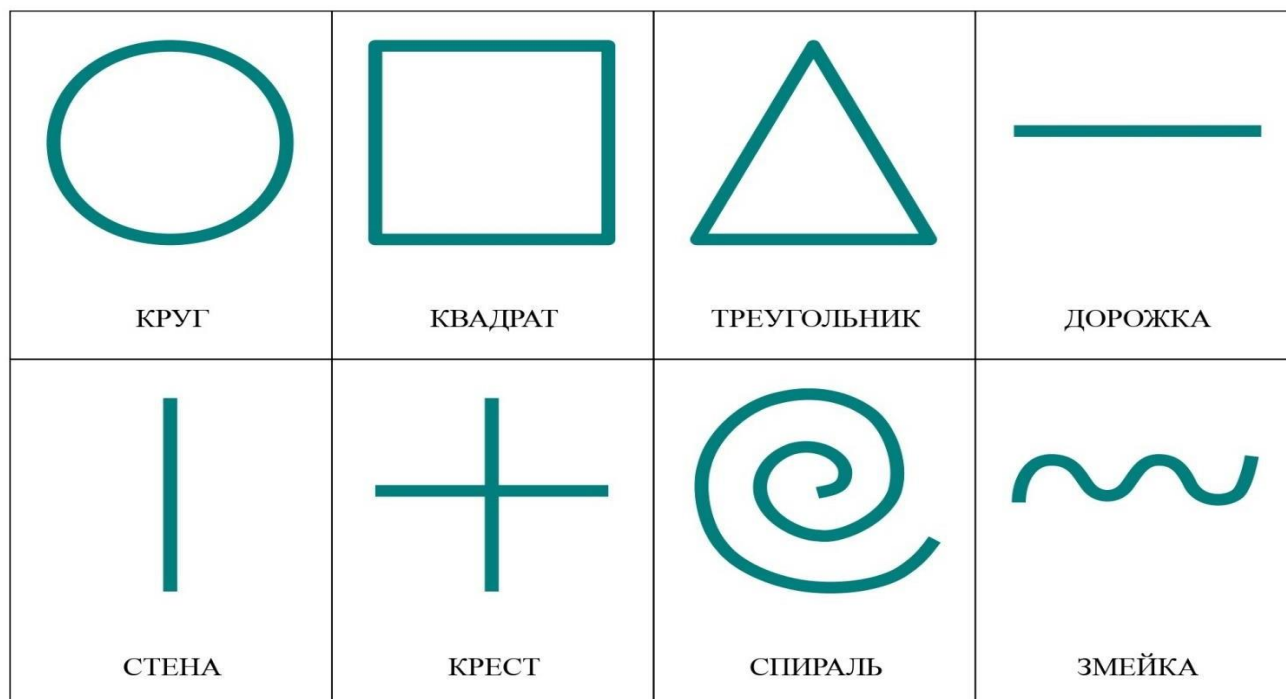 КРУГ
КВАДРАТ
ТРЕУГОЛЬНИК
ДОРОЖКА
СТЕНА
КРЕСТ
СПИРАЛЬ
ЗМЕЙКА